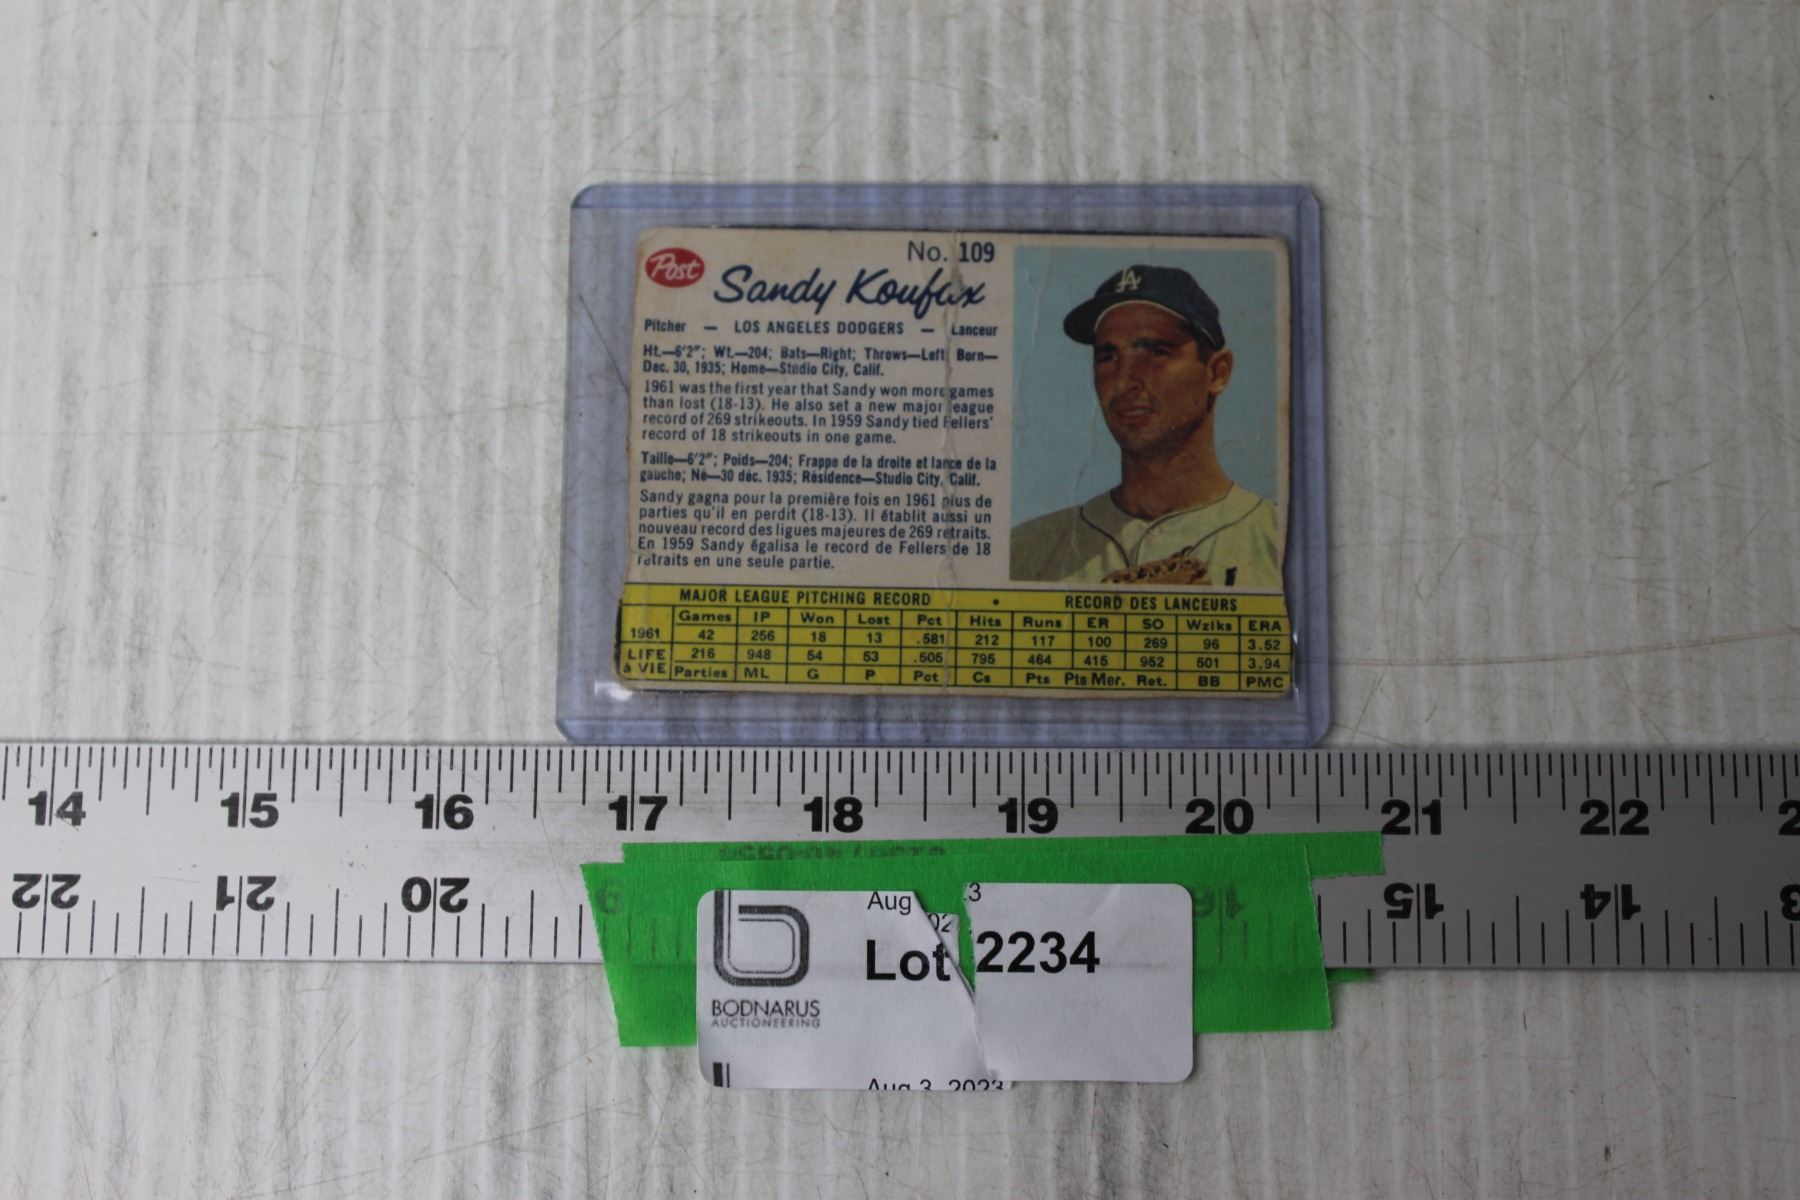 Post
No. 109
Sandy Koufax
Pitcher — LOS ANGELES DODGERS — Lanceur
Ht.—6'2"; Wt.—204; Bats—Right; Throws—Left Born—
Dec. 30, 1935; Home—Studio City, Calif.
1961 was the first year that Sandy won more games
than lost (18-13). He also set a new major league
record of 269 strikeouts. In 1959 Sandy tied Fellers'
record of 18 strikeouts in one game.
Taille—6'2"; Poids—204; Frappe de la droite et lance de la
gauche; Né—30 déc. 1935; Résidence—Studio City, Calif.
Sandy gagna pour la première fois en 1961 plus de
parties qu'il en perdit (18-13). Il établit aussi un
nouveau record des ligues majeures de 269 retraits.
En 1959 Sandy égalisa le record de Fellers de 18
retraits en une seule partie.
LA
MAJOR LEAGUE PITCHING RECORD • RECORD DES LANCEURS
Games IP Won Lost Pct Hits Runs ER SO Wzlks ERA
1961 42 256 18 13 .581 212 117 100 269 96 3.52
LIFE 216 948 54 53 .505 795 464 415 952 501 3.94
à VIE Parties ML G P Pct Cs Pts Pts Mer. Ret. BB PMC
14 15 16 17 18 19 20 21 22
22 21 20 16 15 14
Aug
Lot 2234
BODNARUS
AUCTIONEERING
Aug 3, 2023